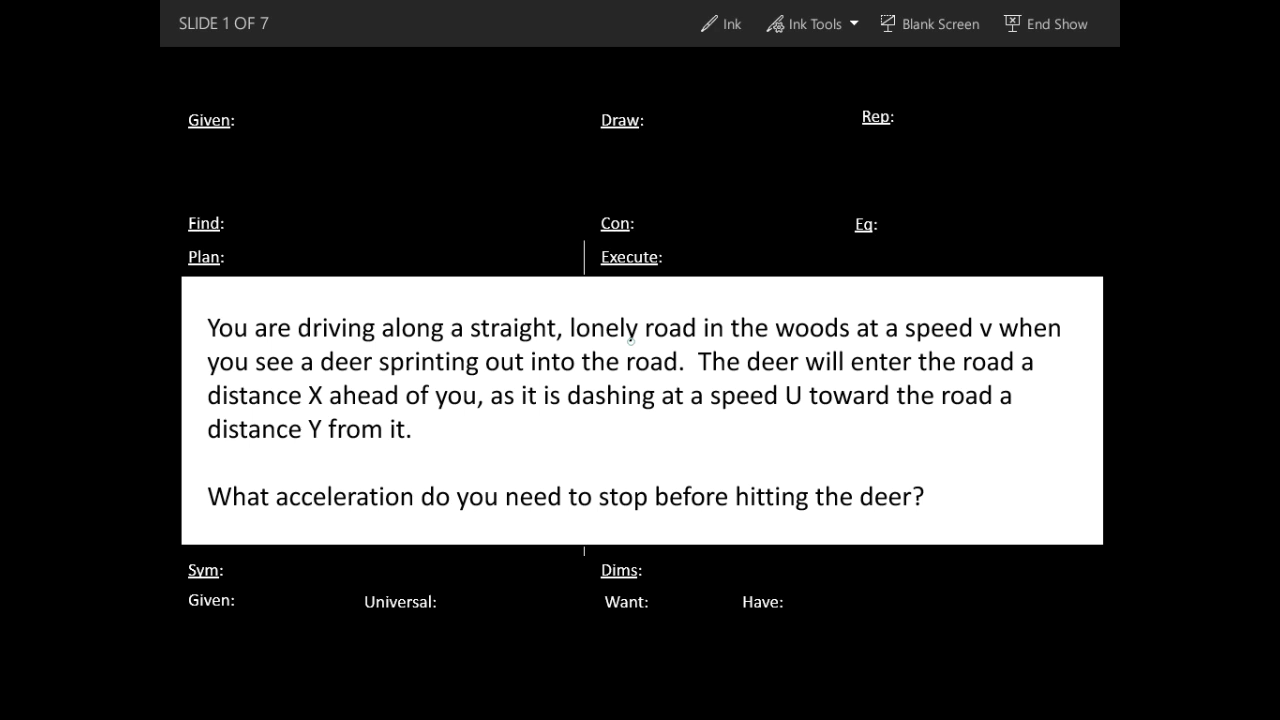 SLIDE 1 OF 7 Ink Ink Tools Blank Screen End Show
Given: Draw: Rep:
Find: Con: Eq:
Plan: Execute:
You are driving along a straight, lonely road in the woods at a speed v when
you see a deer sprinting out into the road.  The deer will enter the road a
distance X ahead of you, as it is dashing at a speed U toward the road a
distance Y from it.
What acceleration do you need to stop before hitting the deer?
Sym: Dims:
Given: Universal: Want: Have: